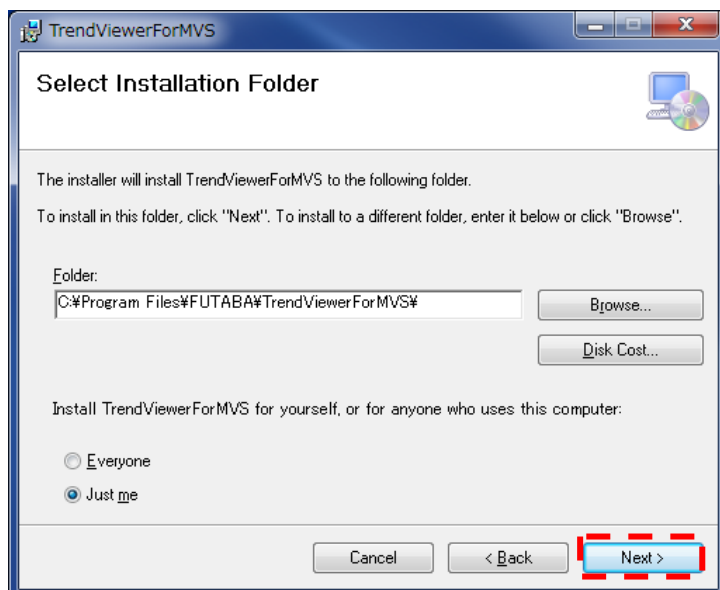 TrendViewerForMVS
Select Installation Folder
The installer will install TrendViewerForMVS to the following folder.
To install in this folder, click "Next". To install to a different folder, enter it below or click "Browse".
Folder:
C:¥Program Files¥FUTABA¥TrendViewerForMVS¥
Browse...
Disk Cost...
Install TrendViewerForMVS for yourself, or for anyone who uses this computer:
Everyone
Just me
Cancel
< Back
Next >